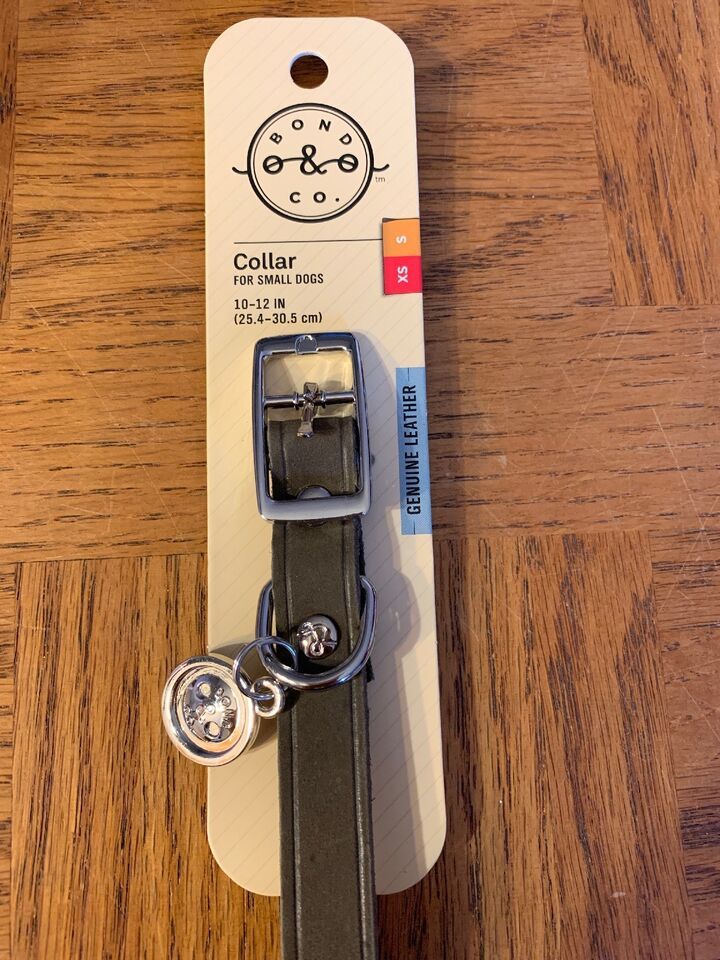 BOND
&
CO.
tm
S
XS
Collar
FOR SMALL DOGS
10-12 IN
(25.4-30.5 cm)
GENUINE LEATHER